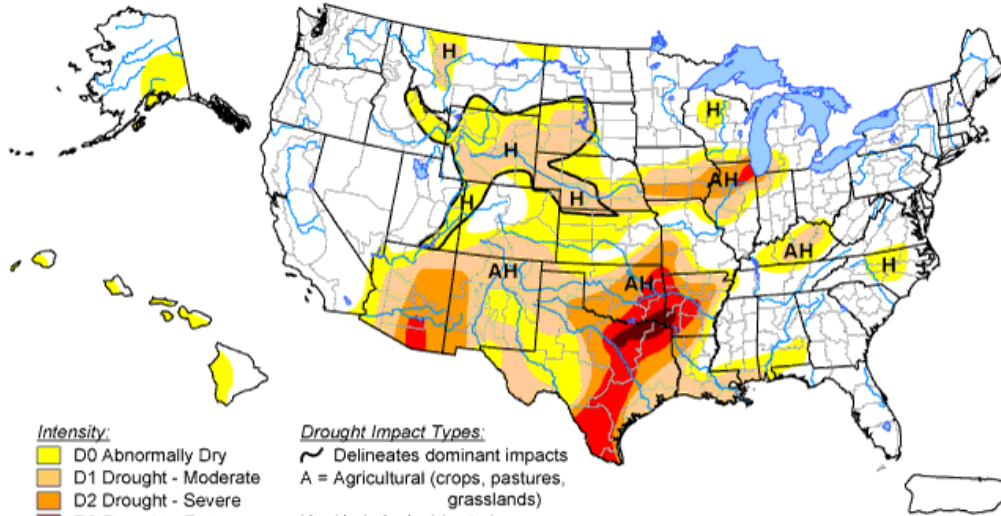 H
H
H
AH
H
H
AH
H
AH
AH
Intensity:
D0 Abnormally Dry
D1 Drought - Moderate
D2 Drought - Severe
Drought Impact Types:
Delineates dominant impacts
A = Agricultural (crops, pastures,
grasslands)